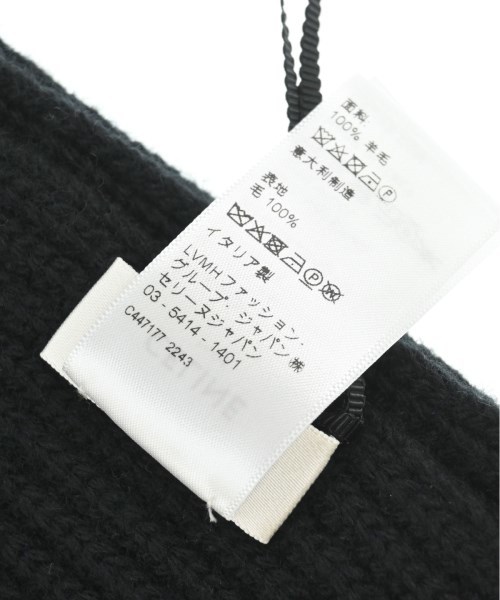 面料
100% 羊毛
意大利制造
表地
毛 100%
イタリア製
LVMHファッション.
グループ・ジャパン 株
セリーヌジャパン
03 - 5414 - 1401
C447177 2243